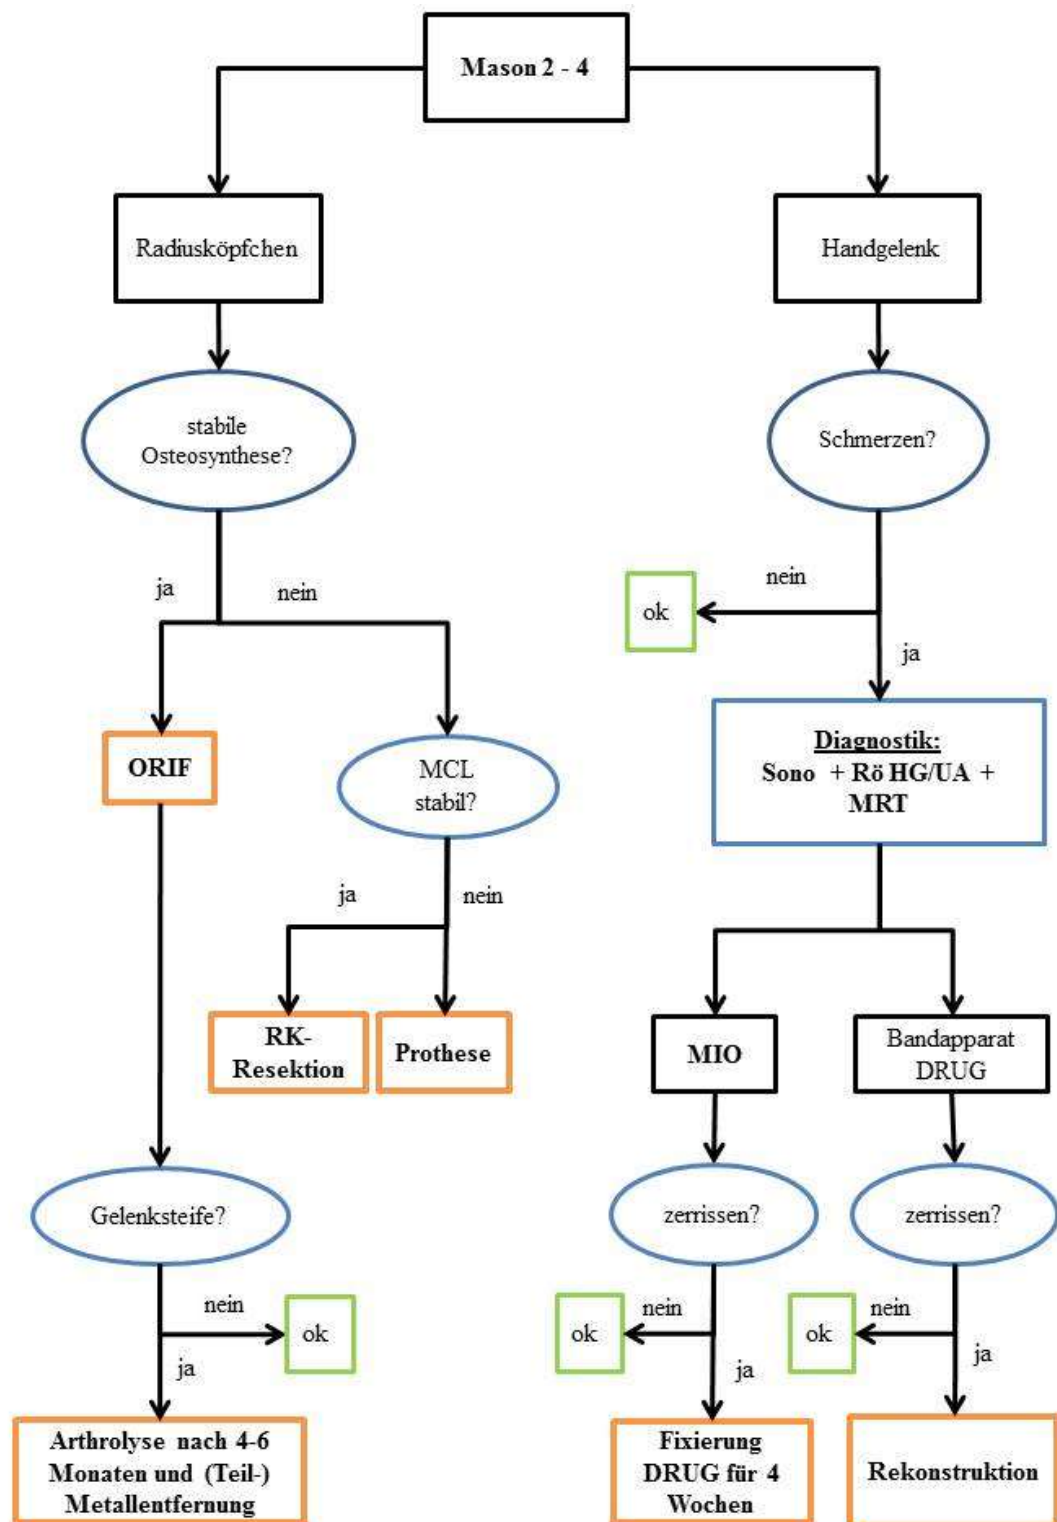 Mason 2 - 4
Radiusköpfchen
Handgelenk
stabile
Osteosynthese?
Schmerzen?
ja
nein
nein
ok
ja
ORIF
MCL
stabil?
Diagnostik:
Sono + Rö HG/UA +
MRT
ja
nein
RK-
Resektion
Prothese
MIO
Bandapparat
DRUG
Gelenksteife?
zerrissen?
zerrissen?
nein
ok
ja
nein
ok
ja
nein
ok
ja
Arthrolyse nach 4-6
Monaten und (Teil-)
Metallentfernung
Fixierung
DRUG für 4
Wochen
Rekonstruktion